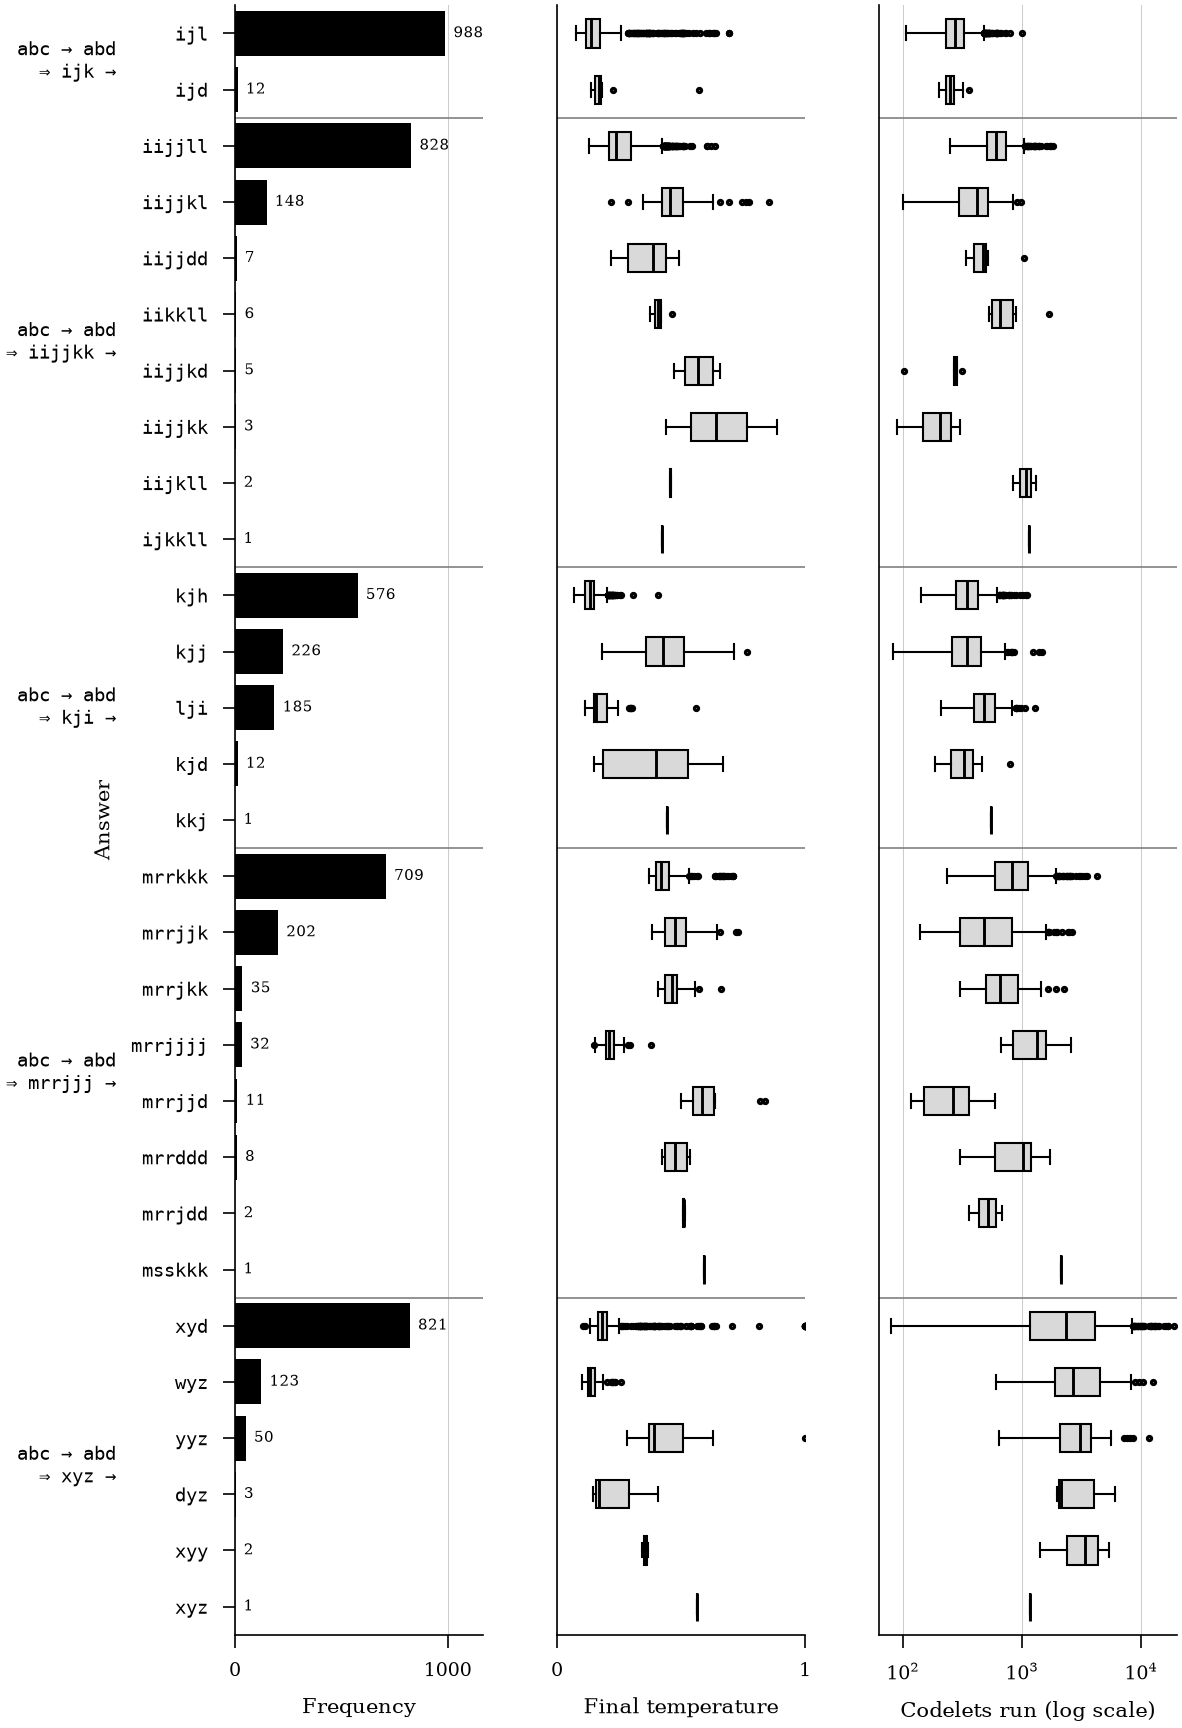 abc → abd
⇒ ijk →
ijl 988
ijd 12
abc → abd
⇒ iijjkk →
iijjll 828
iijjkl 148
iijjdd 7
iikkll 6
iijjkd 5
iijjkk 3
iijkll 2
ijkkll 1
abc → abd
⇒ kji →
kjh 576
kjj 226
lji 185
kjd 12
kkj 1
Answer
abc → abd
⇒ mrrjjj →
mrrkkk 709
mrrjjk 202
mrrjkk 35
mrrjjjj 32
mrrjjd 11
mrrddd 8
mrrjdd 2
msskkk 1
abc → abd
⇒ xyz →
xyd 821
wyz 123
yyz 50
dyz 3
xyy 2
xyz 1
0 1000
Frequency
0 1
Final temperature
10² 10³ 10⁴
Codelets run (log scale)